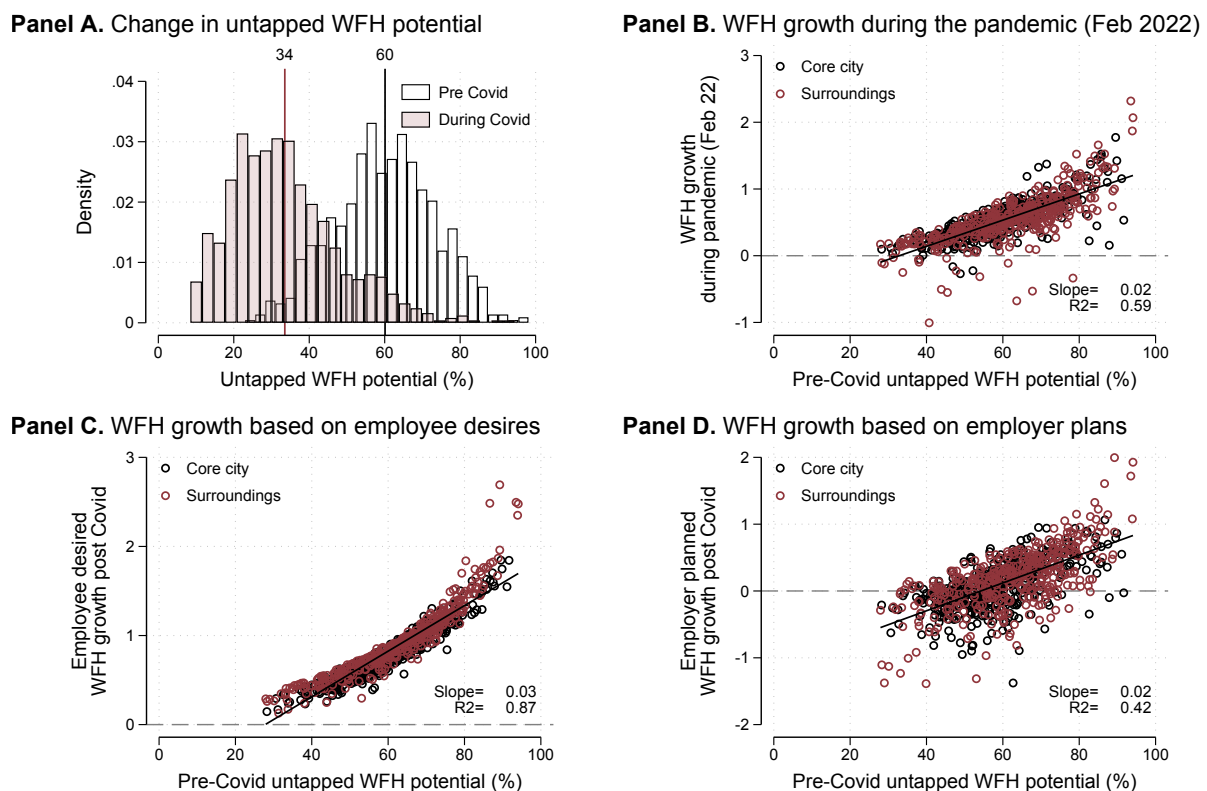 Panel A. Change in untapped WFH potential
34
60
.04
.03
.02
.01
0
Density
Pre Covid
During Covid
0 20 40 60 80 100
Untapped WFH potential (%)
Panel B. WFH growth during the pandemic (Feb 2022)
3
2
1
0
-1
WFH growth
during pandemic (Feb 22)
Core city
Surroundings
Slope= 0.02
R2= 0.59
0 20 40 60 80 100
Pre-Covid untapped WFH potential (%)
Panel C. WFH growth based on employee desires
3
2
1
0
Employee desired
WFH growth post Covid
Core city
Surroundings
Slope= 0.03
R2= 0.87
0 20 40 60 80 100
Pre-Covid untapped WFH potential (%)
Panel D. WFH growth based on employer plans
2
1
0
-1
-2
Employer planned
WFH growth post Covid
Core city
Surroundings
Slope= 0.02
R2= 0.42
0 20 40 60 80 100
Pre-Covid untapped WFH potential (%)